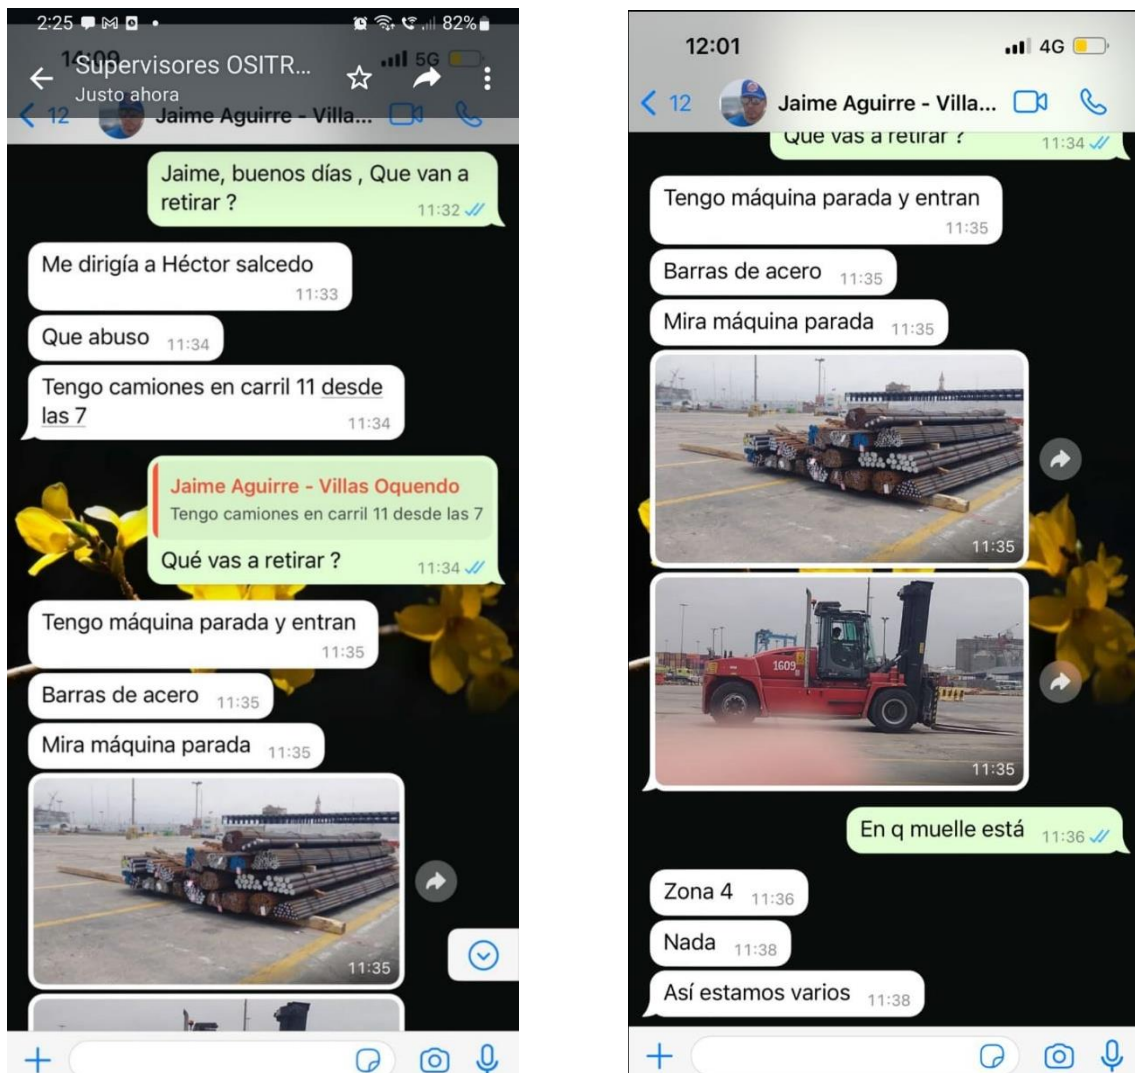 2:25
82%
14:09
5G
Supervisores OSITR...
Justo ahora
12
Jaime Aguirre - Villa...
Jaime, buenos días , Que van a
retirar ?
11:32
Me dirigía a Héctor salcedo
11:33
Que abuso 11:34
Tengo camiones en carril 11 desde
las 7
11:34
Jaime Aguirre - Villas Oquendo
Tengo camiones en carril 11 desde las 7
Qué vas a retirar ?
11:34
Tengo máquina parada y entran
11:35
Barras de acero 11:35
Mira máquina parada 11:35
11:35
12:01
4G
12
Jaime Aguirre - Villa...
Qué vas a retirar ?
11:34
Tengo máquina parada y entran
11:35
Barras de acero 11:35
Mira máquina parada 11:35
11:35
1609
11:35
En q muelle está 11:36
Zona 4 11:36
Nada 11:38
Así estamos varios 11:38